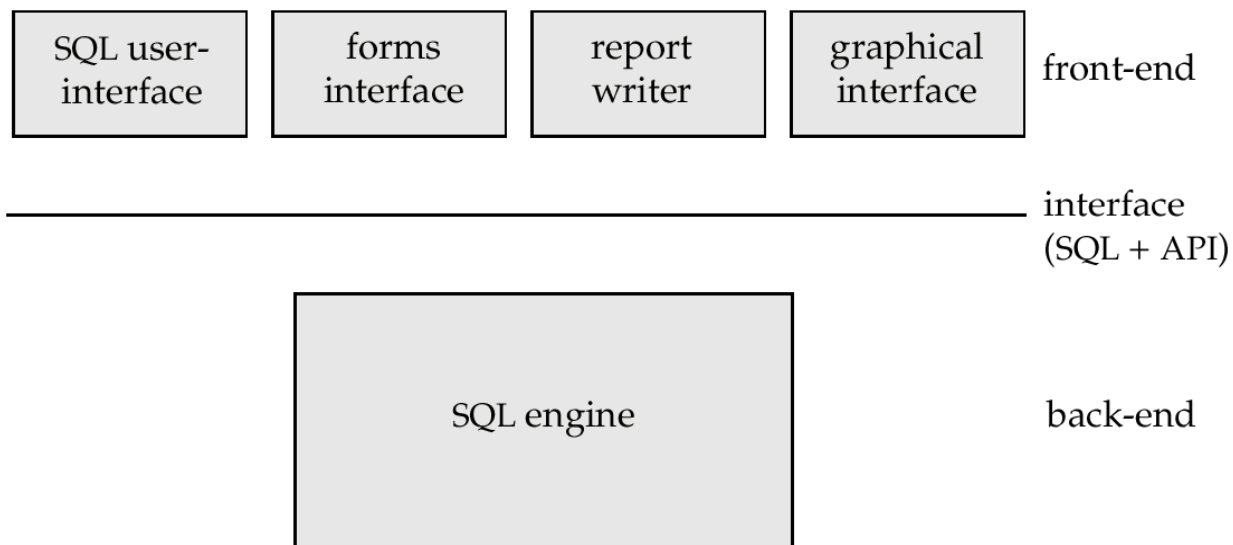 SQL user-
interface
forms
interface
report
writer
graphical
interface
front-end
interface
(SQL + API)
SQL engine
back-end